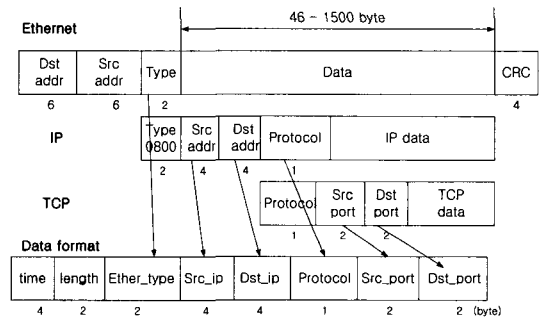 Ethernet
46 - 1500 byte
Dst addr
Src addr
Type
Data
CRC
6
6
2
4
IP
Type 0800
Src addr
Dst addr
Protocol
IP data
2
4
4
1
TCP
Protocol
Src port
Dst port
TCP data
1
2
2
Data format
time
length
Ether_type
Src_ip
Dst_ip
Protocol
Src_port
Dst_port
4
2
2
4
4
1
2
2 (byte)